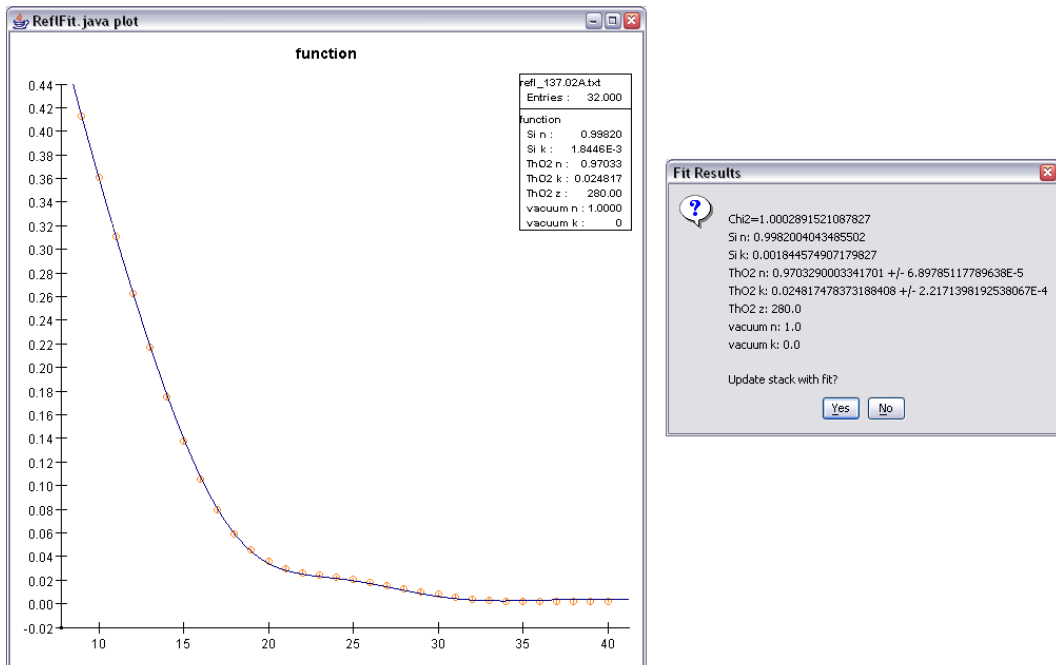 ReflFit.java plot
function
0.44
0.42
0.40
0.38
0.36
0.34
0.32
0.30
0.28
0.26
0.24
0.22
0.20
0.18
0.16
0.14
0.12
0.10
0.08
0.06
0.04
0.02
0.00
-0.02
10 15 20 25 30 35 40
refl_137.02A.txt
Entries : 32.000
function
Si n : 0.99820
Si k : 1.8446E-3
ThO2 n : 0.97033
ThO2 k : 0.024817
ThO2 z : 280.00
vacuum n : 1.0000
vacuum k : 0
Fit Results
?
Chi2=1.0002891521087827
Si n: 0.9982004043485502
Si k: 0.001844574907179827
ThO2 n: 0.9703290003341701 +/- 6.89785117789638E-5
ThO2 k: 0.024817478373188408 +/- 2.2171398192538067E-4
ThO2 z: 280.0
vacuum n: 1.0
vacuum k: 0.0
Update stack with fit?
Yes No